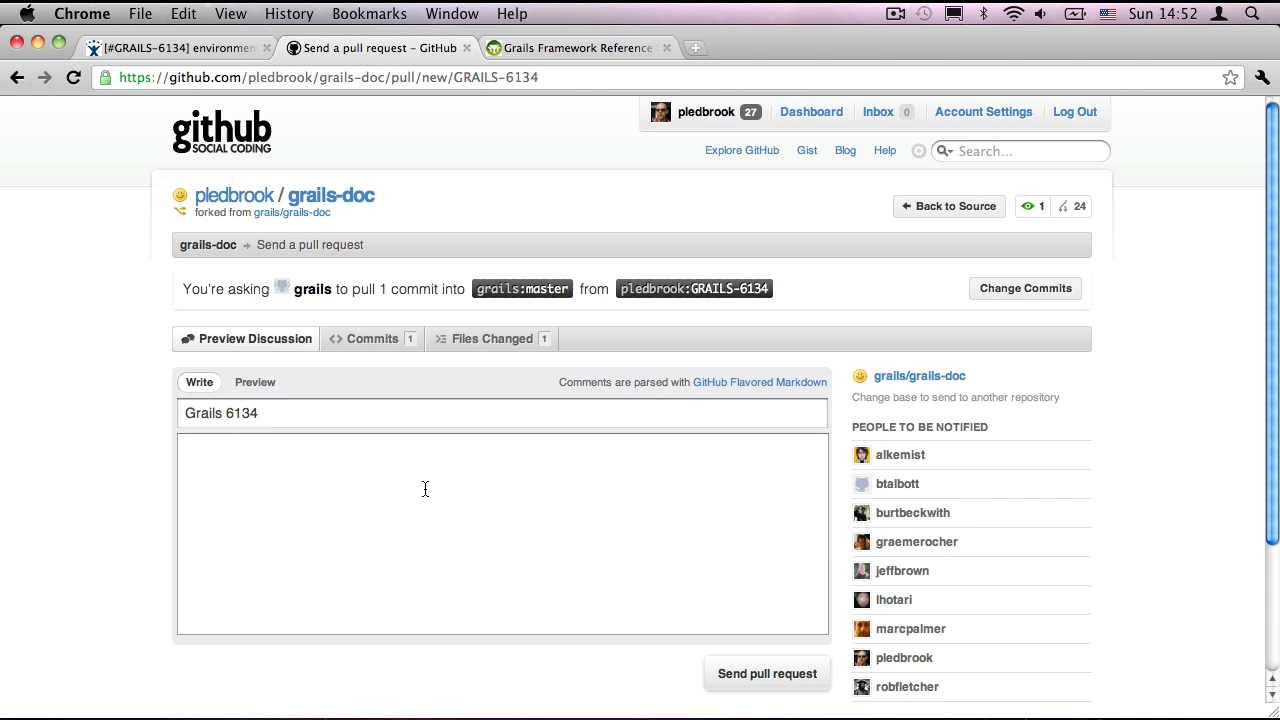 Chrome File Edit View History Bookmarks Window Help Sun 14:52
[#GRAILS-6134] environmen
Send a pull request – GitHub
Grails Framework Reference
https://github.com/pledbrook/grails-doc/pull/new/GRAILS-6134
github
SOCIAL CODING
pledbrook 27 Dashboard Inbox 0 Account Settings Log Out
Explore GitHub Gist Blog Help Search...
pledbrook / grails-doc
forked from grails/grails-doc
Back to Source 1 24
grails-doc → Send a pull request
You're asking grails to pull 1 commit into grails:master from pledbrook:GRAILS-6134 Change Commits
Preview Discussion Commits 1 Files Changed 1
Write Preview Comments are parsed with GitHub Flavored Markdown
Grails 6134
Send pull request
grails/grails-doc
Change base to send to another repository
PEOPLE TO BE NOTIFIED
alkemist
btalbott
burtbeckwith
graemerocher
jeffbrown
lhotari
marcpalmer
pledbrook
robfletcher